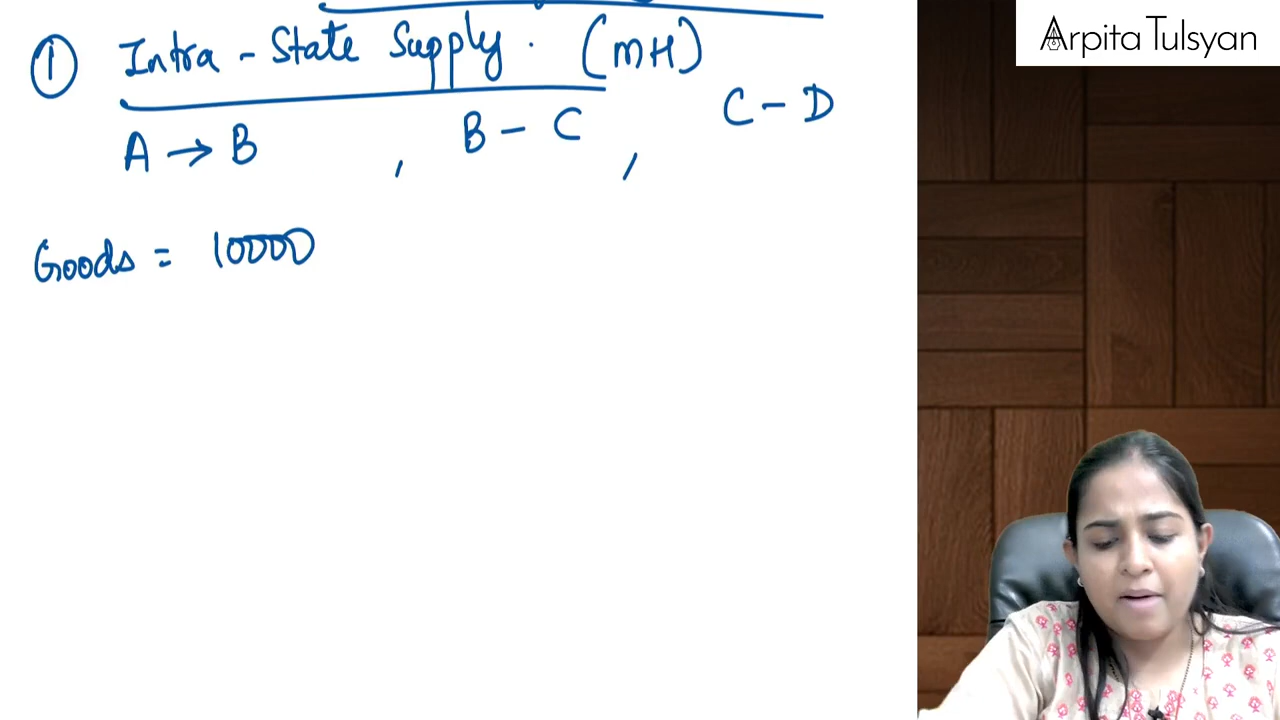 Arpita Tulsyan
① Intra - State Supply. (MH)
A → B , B - C , C - D
Goods = 10000